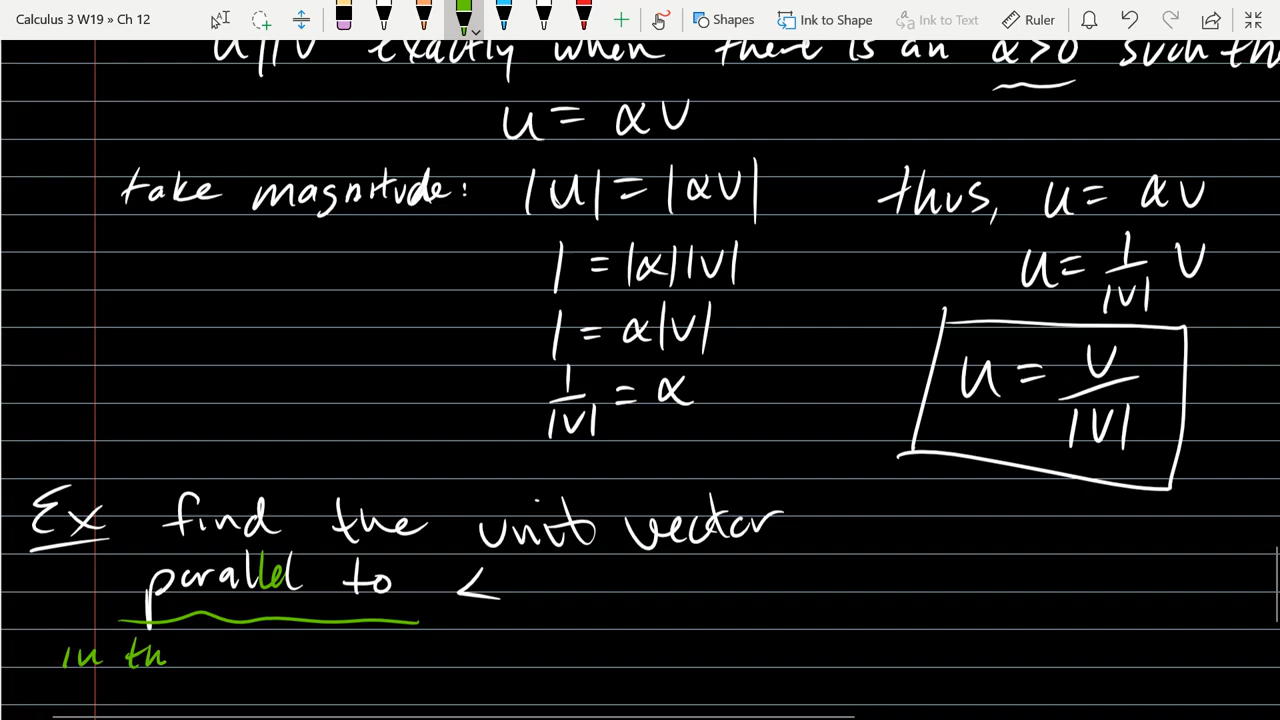 Calculus 3 W19 » Ch 12
Shapes
Ink to Shape
Ink to Text
Ruler
u//v exactly when there is an α>0 such th
u = αv
take magnitude: |u| = |αv|
1 = |α||v|
1 = α|v|
1/|v| = α
thus, u = αv
u = 1/|v| v
u = v/|v|
Ex find the unit vector
parallel to <
in th